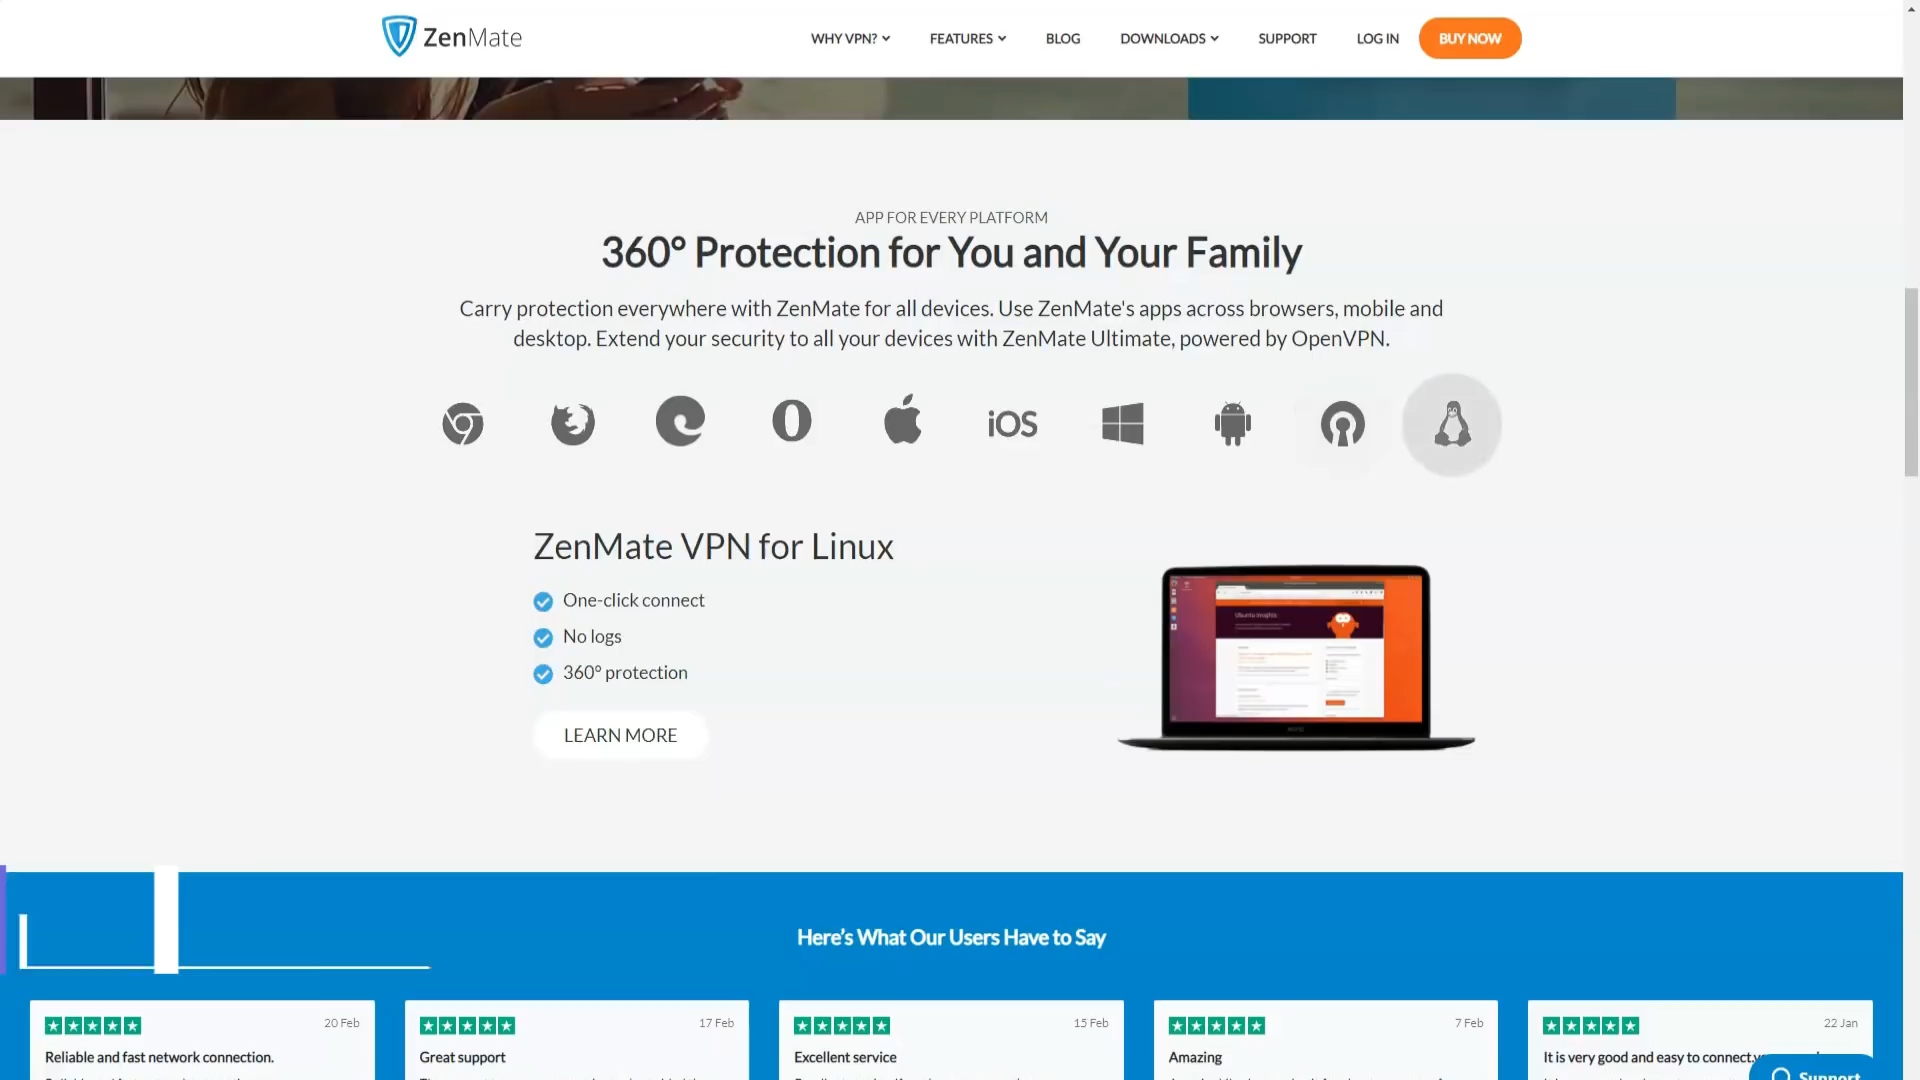 ZenMate
WHY VPN?
FEATURES
BLOG
DOWNLOADS
SUPPORT
LOG IN
BUY NOW
APP FOR EVERY PLATFORM
360° Protection for You and Your Family
Carry protection everywhere with ZenMate for all devices. Use ZenMate's apps across browsers, mobile and
desktop. Extend your security to all your devices with ZenMate Ultimate, powered by OpenVPN.
iOS
ZenMate VPN for Linux
One-click connect
No logs
360° protection
LEARN MORE
Ubuntu Insights
Here’s What Our Users Have to Say
20 Feb
Reliable and fast network connection.
17 Feb
Great support
15 Feb
Excellent service
7 Feb
Amazing
22 Jan
It is very good and easy to connect.
Support